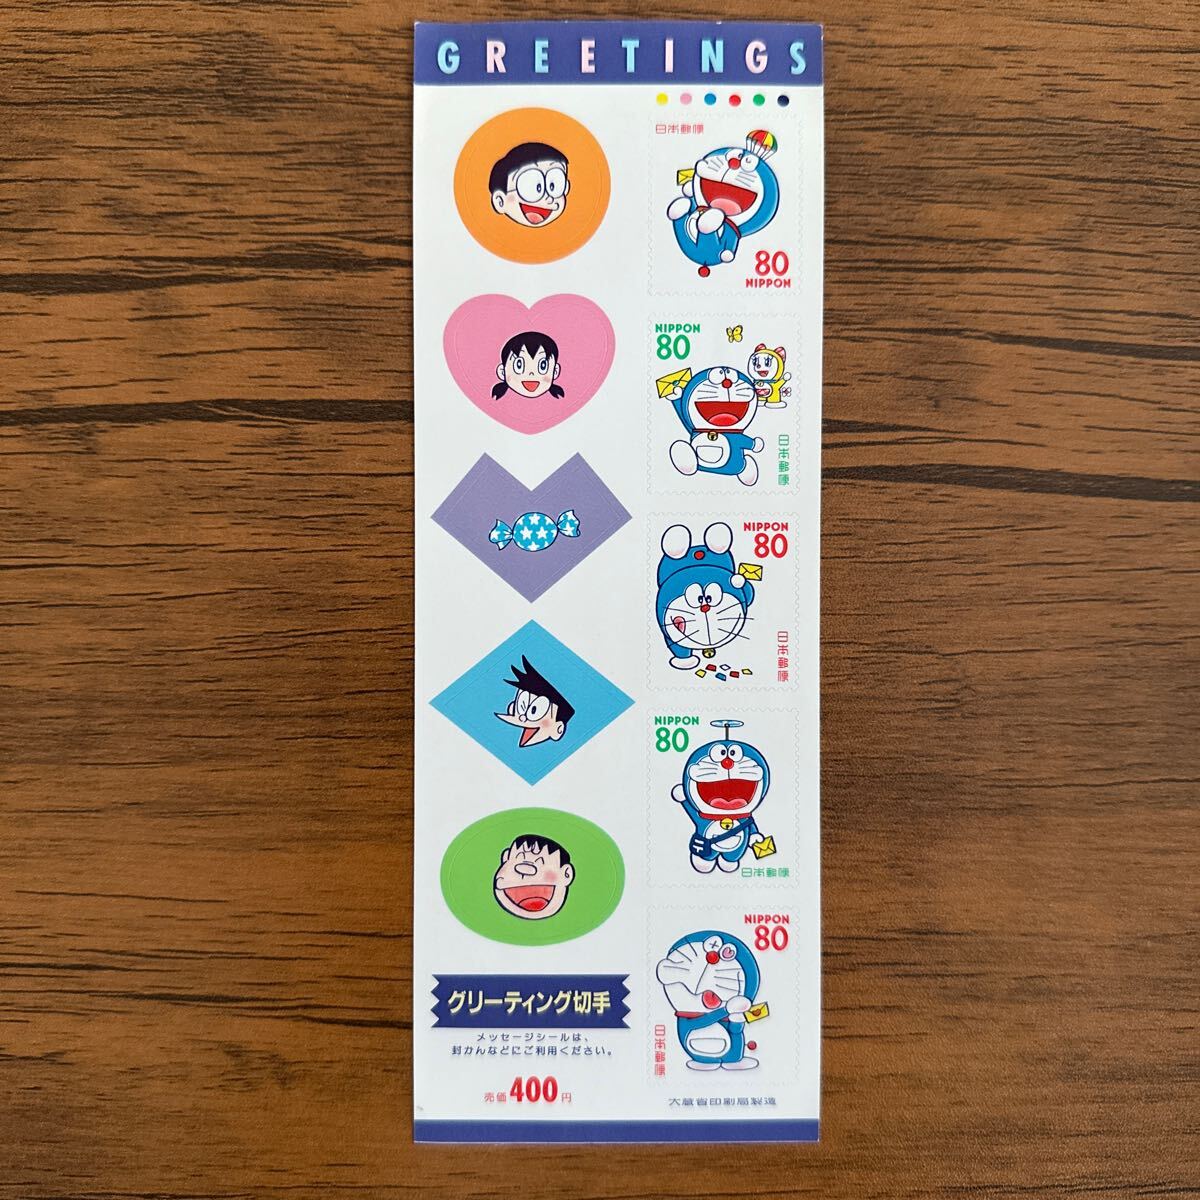 GREETINGS
日本郵便
80
NIPPON
NIPPON
80
日本郵便
NIPPON
80
日本郵便
NIPPON
80
日本郵便
NIPPON
80
日本郵便
グリーティング切手
メッセージシールは、
封かんなどにご利用ください。
売価400円
大蔵省印刷局製造